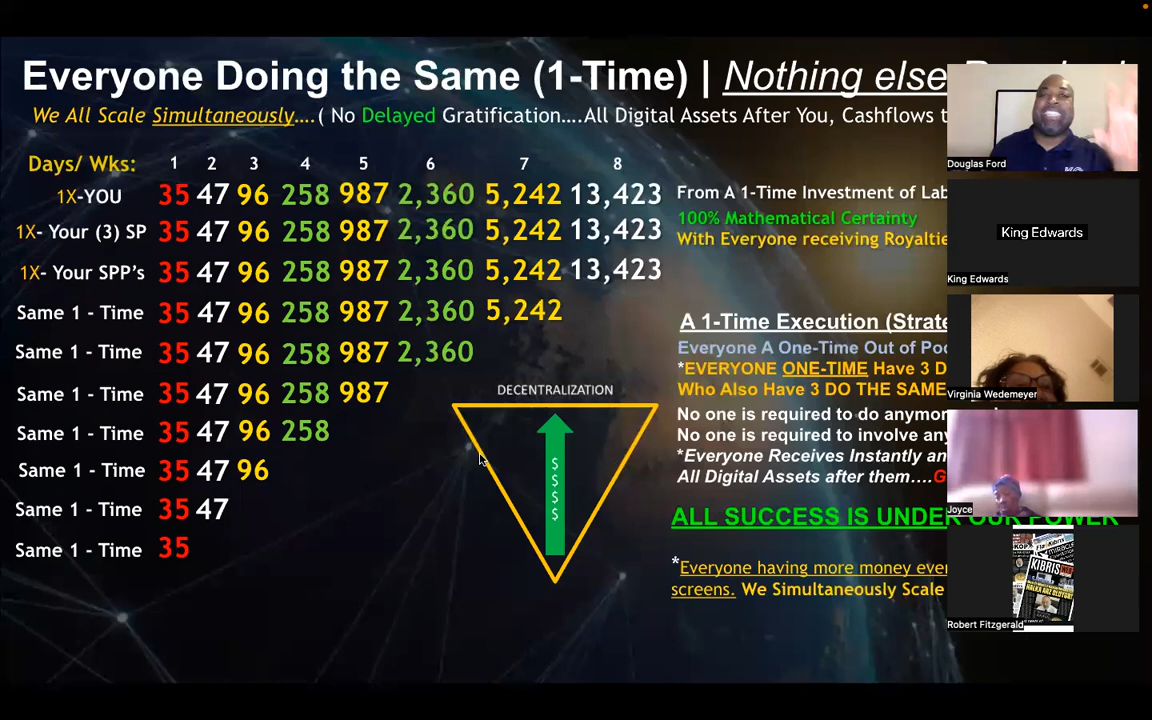 Everyone Doing the Same (1-Time) | Nothing else
We All Scale Simultaneously....( No Delayed Gratification....All Digital Assets After You, Cashflows t
Days/ Wks: 1 2 3 4 5 6 7 8
1X-YOU 35 47 96 258 987 2,360 5,242 13,423
1X- Your (3) SP 35 47 96 258 987 2,360 5,242 13,423
1X- Your SPP's 35 47 96 258 987 2,360 5,242 13,423
Same 1 - Time 35 47 96 258 987 2,360 5,242
Same 1 - Time 35 47 96 258 987 2,360
Same 1 - Time 35 47 96 258 987
Same 1 - Time 35 47 96 258
Same 1 - Time 35 47 96
Same 1 - Time 35 47
Same 1 - Time 35
DECENTRALIZATION
$
$
$
$
From A 1-Time Investment of Lab
100% Mathematical Certainty
With Everyone receiving Royaltie
A 1-Time Execution (Strate
Everyone A One-Time Out of Poc
*EVERYONE ONE-TIME Have 3 D
Who Also Have 3 DO THE SAME
No one is required to do anymor
No one is required to involve any
*Everyone Receives Instantly an
All Digital Assets after them....G
ALL SUCCESS IS UNDER OUR POWER
*Everyone having more money ever
screens. We Simultaneously Scale
Douglas Ford
King Edwards
King Edwards
Virginia Wedemeyer
Joyce
KIBRIS
Robert Fitzgerald